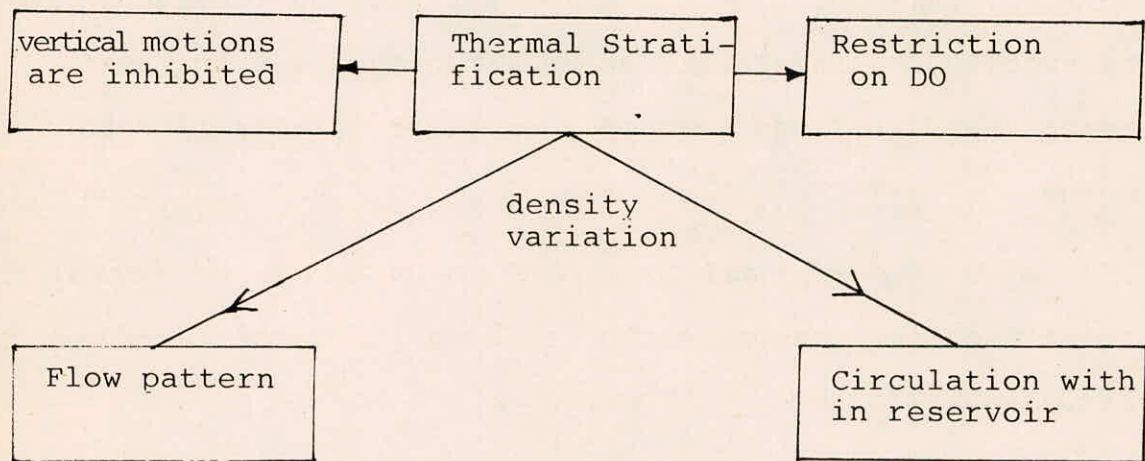 vertical motions
are inhibited
Thermal Strati-
fication
Restriction
on DO
density
variation
Flow pattern
Circulation with
in reservoir